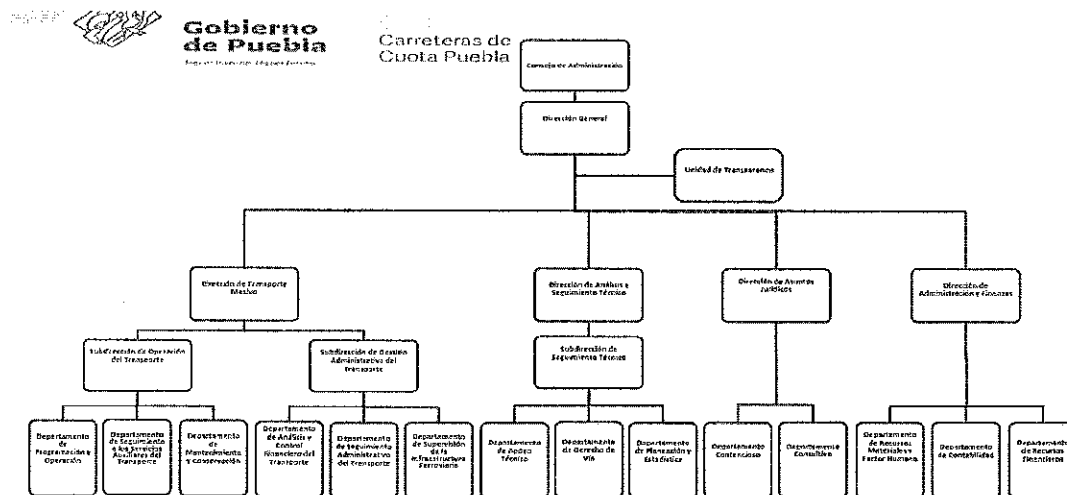 Gobierno
de Puebla
Carreteras de
Cuota Puebla
Consejo de Administración
Dirección General
Unidad de Transparencia
Dirección de Transporte
Masivo
Dirección de Análisis y
Seguimiento Técnico
Dirección de Asuntos
Jurídicos
Dirección de
Administración y Finanzas
Subdirección de Operación
del Transporte
Subdirección de Gestión
Administrativa del
Transporte
Subdirección de
Seguimiento Técnico
Departamento
de
Programación y
Operación
Departamento
de Seguimiento
a los Servicios
Auxiliares del
Transporte
Departamento
de
Mantenimiento
y conservación
Departamento
de Análisis y
Control
Financiero del
Transporte
Departamento
de Seguimiento
Administrativo
del Transporte
Departamento
de Supervisión
de la
Infraestructura
Ferroviaria
Departamento
de Apoyo
Técnico
Departamento
de Derecho de
Vía
Departamento
de Planeación y
Estadística
Departamento
Contencioso
Departamento
Consultivo
Departamento
de Recursos
Materiales y
Factor Humano
Departamento
de Contabilidad
Departamento
de Recursos
Financieros